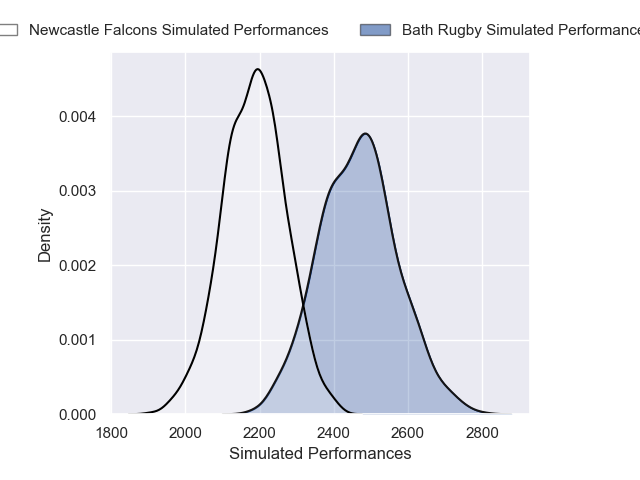 Newcastle Falcons Simulated Performances Bath Rugby Simulated Performance
0.004
0.003
0.002
0.001
0.000
Density
1800 2000 2200 2400 2600 2800
Simulated Performances